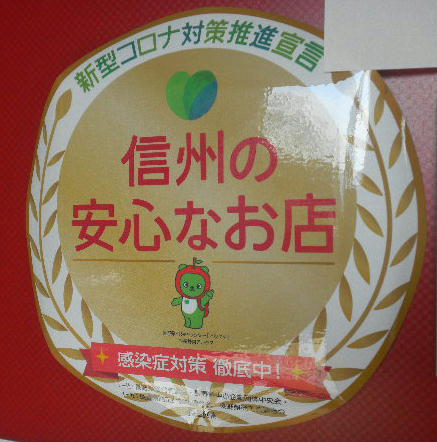 新型コロナ対策推進宣言
信州の
安心なお店
感染症対策 徹底中!